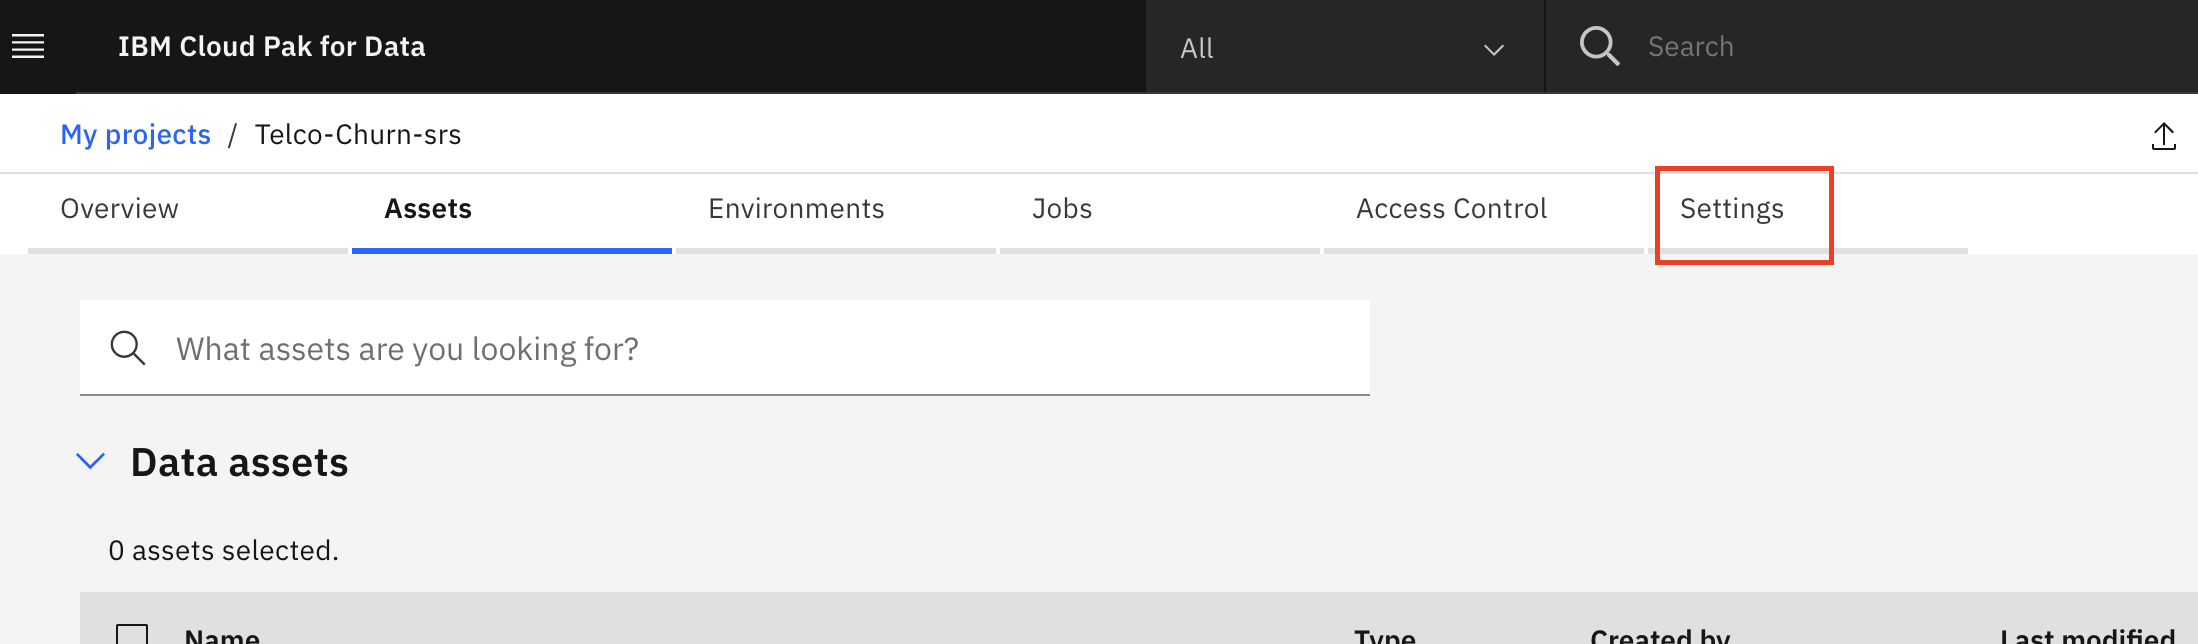 IBM Cloud Pak for Data
All
Search
My projects / Telco-Churn-srs
Overview
Assets
Environments
Jobs
Access Control
Settings
What assets are you looking for?
Data assets
0 assets selected.
Name
Type
Created by
Last modified